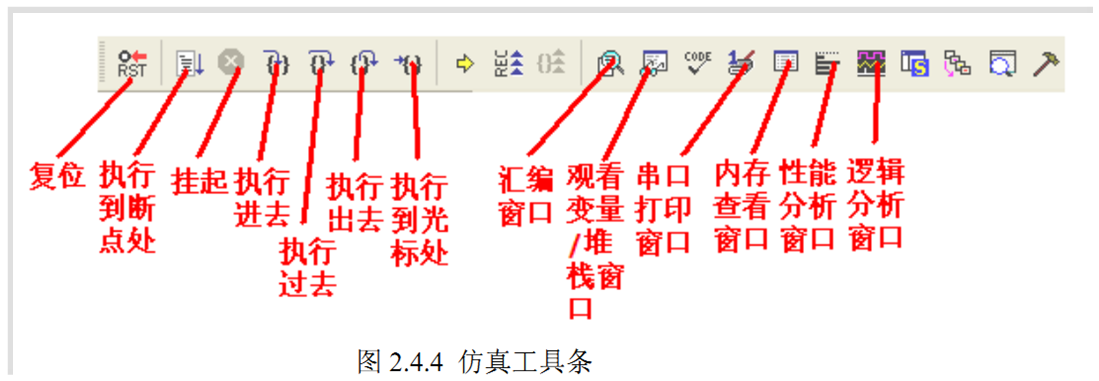 RST
REC
CODE
复位
执行
到断
点处
挂起
执行
进去
执行
过去
执行
出去
执行
到光
标处
汇编
窗口
观看
变量
/堆
栈窗
口
串口
打印
窗口
内存
查看
窗口
性能
分析
窗口
逻辑
分析
窗口
图 2.4.4 仿真工具条